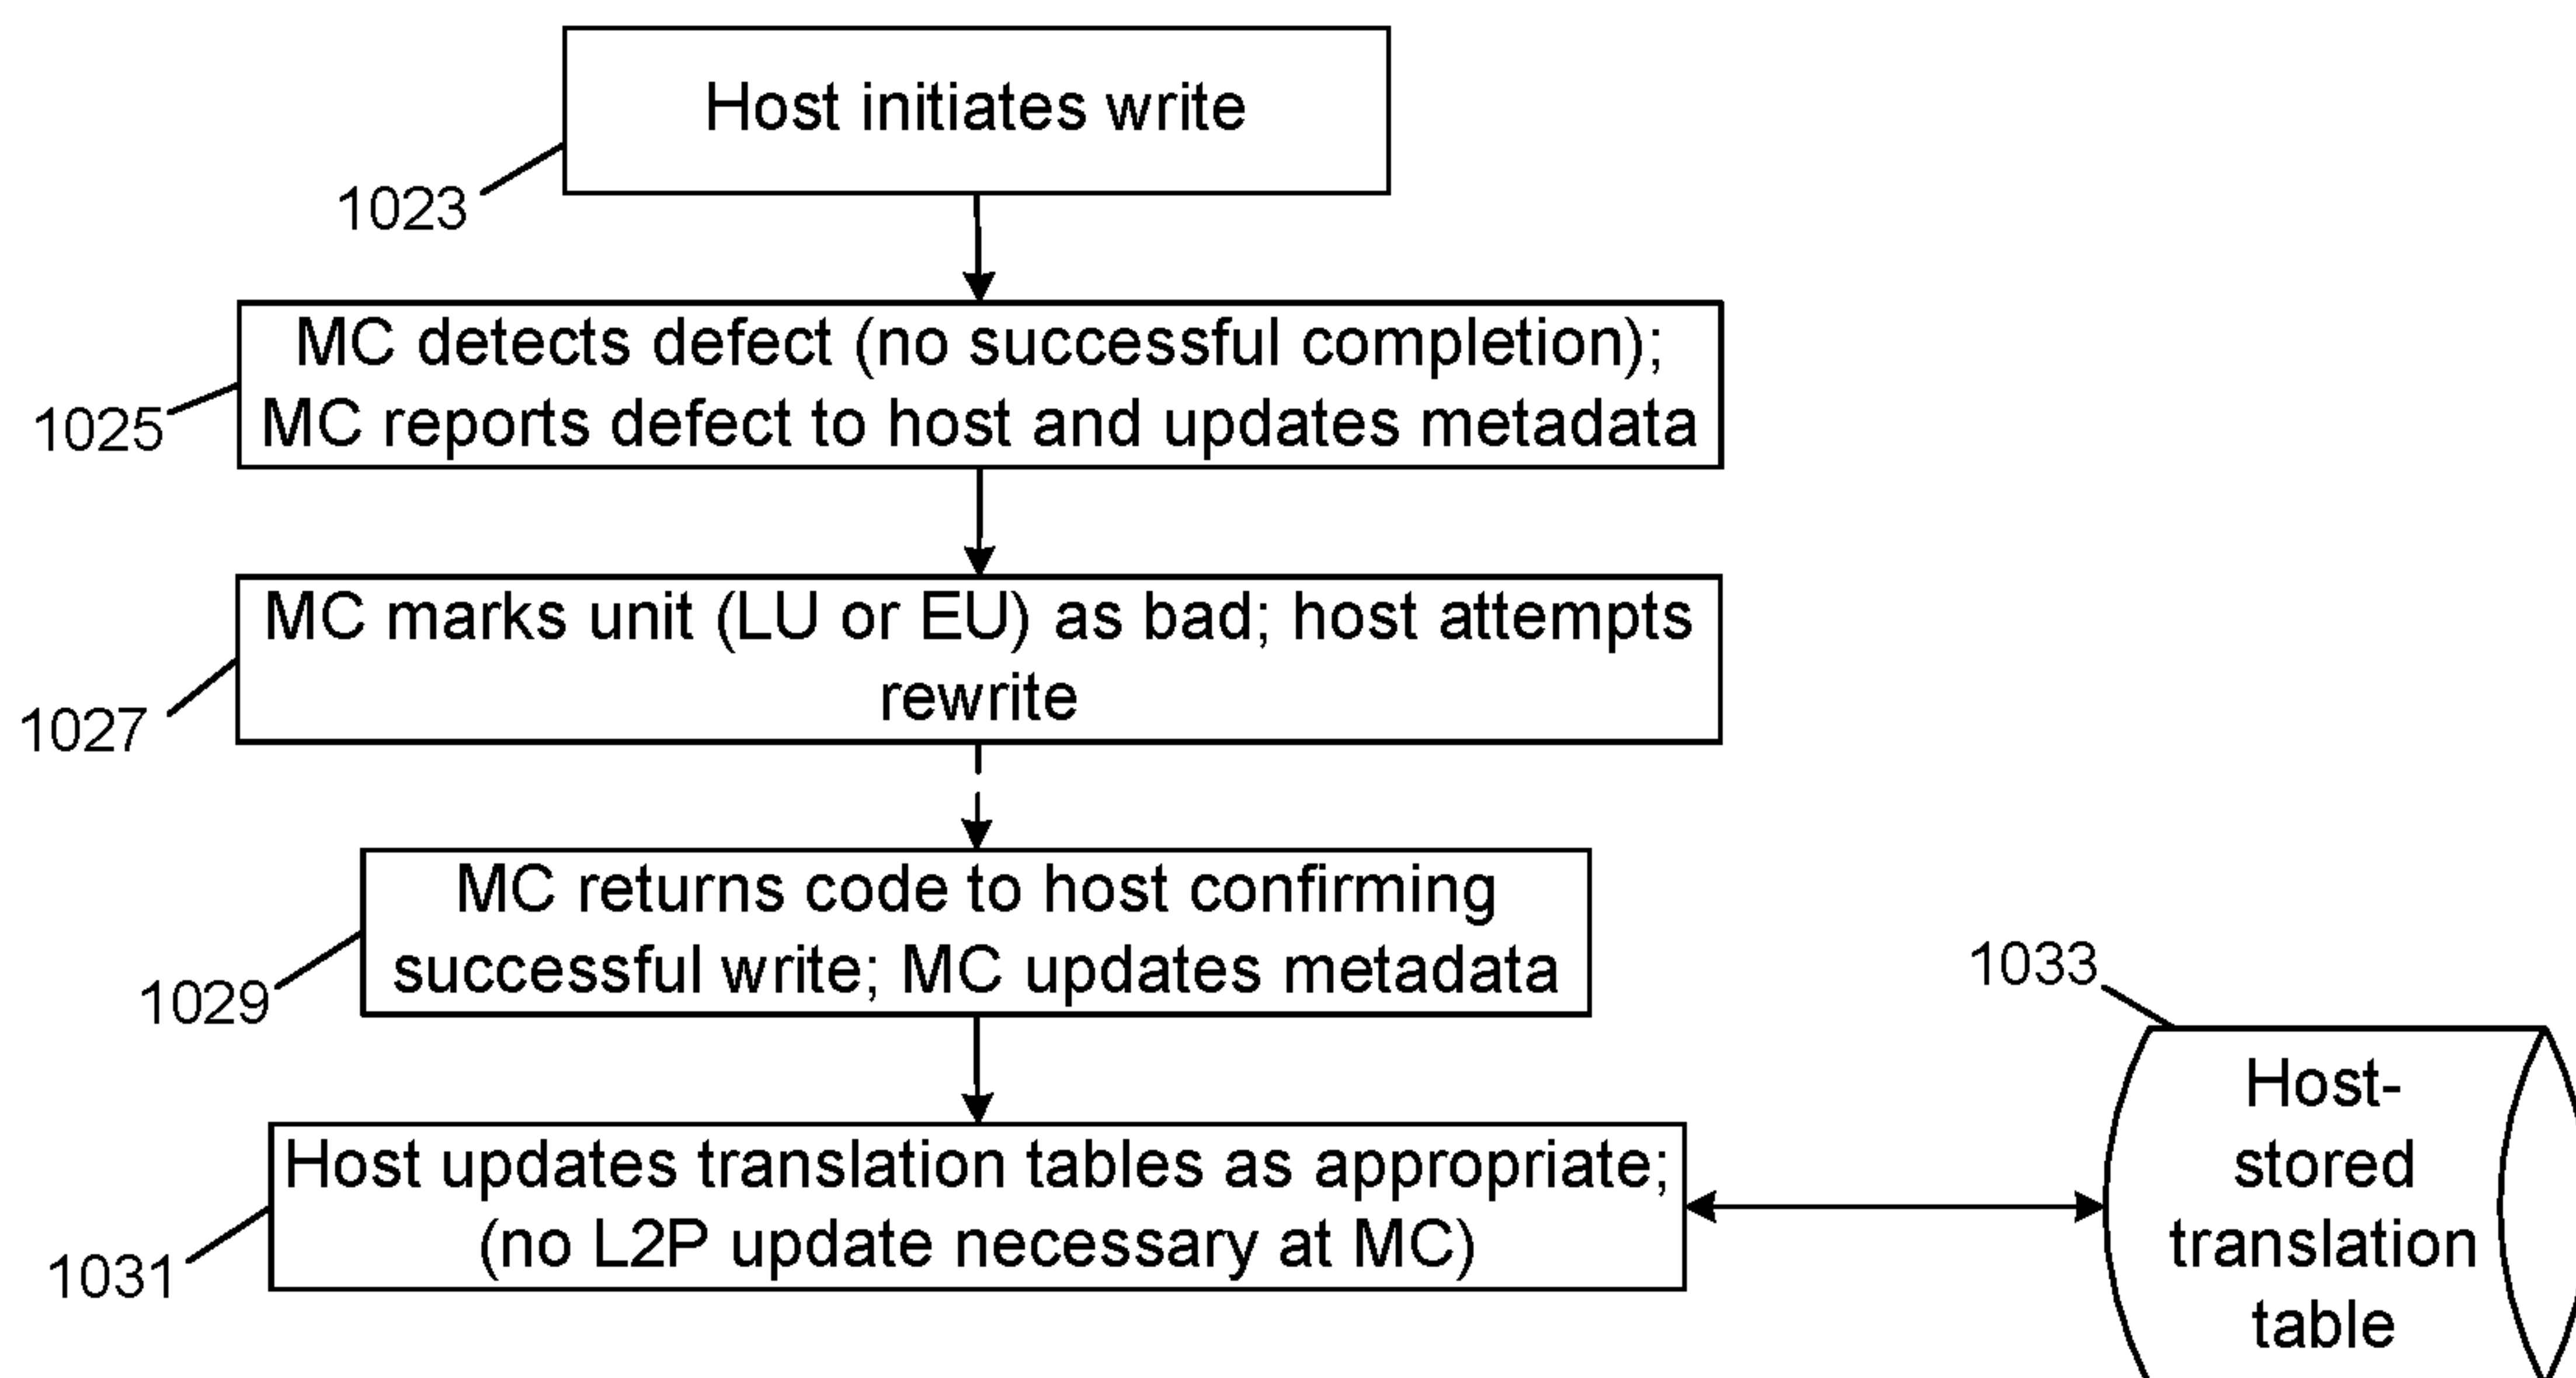 Host initiates write
1023
MC detects defect (no successful completion);
MC reports defect to host and updates metadata
1025
MC marks unit (LU or EU) as bad; host attempts
rewrite
1027
MC returns code to host confirming
successful write; MC updates metadata
1029
1033
Host updates translation tables as appropriate;
(no L2P update necessary at MC)
1031
Host-
stored
translation
table